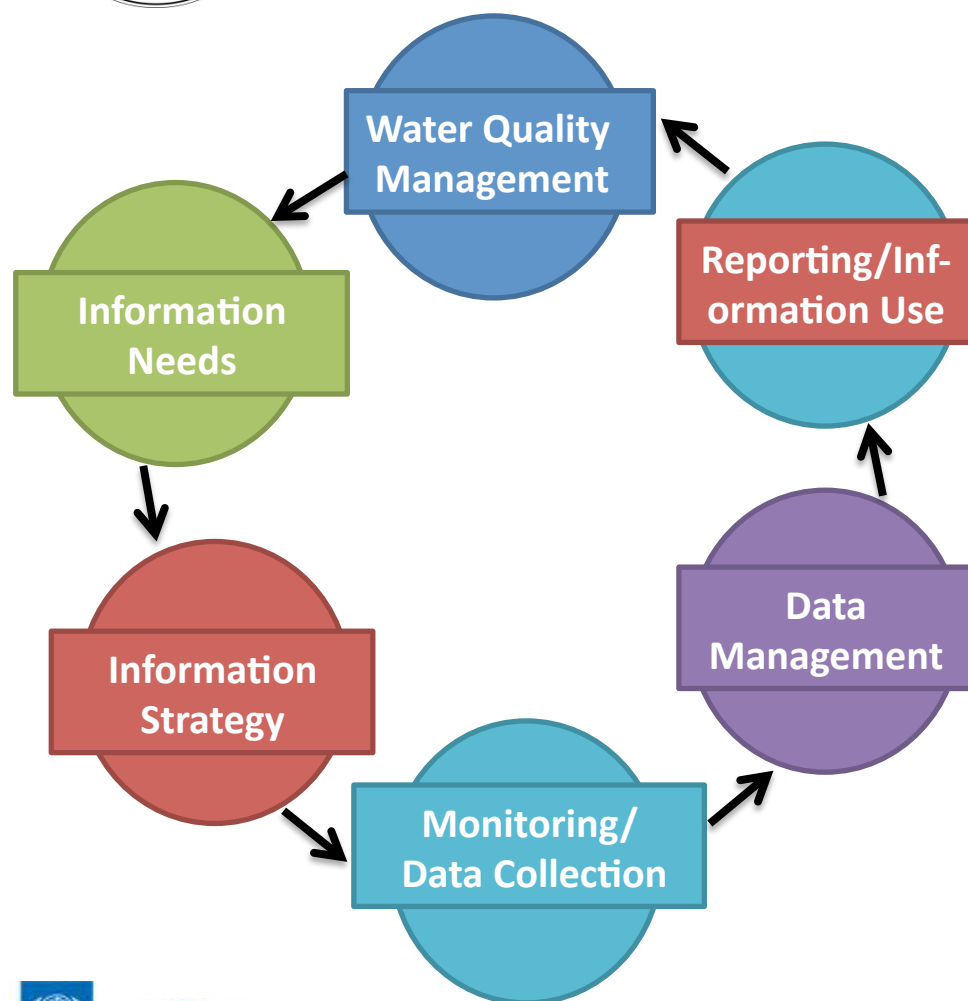 Water Quality
Management
Information
Needs
Information
Strategy
Monitoring/
Data Collection
Data
Management
Reporting/Inf-
ormation Use